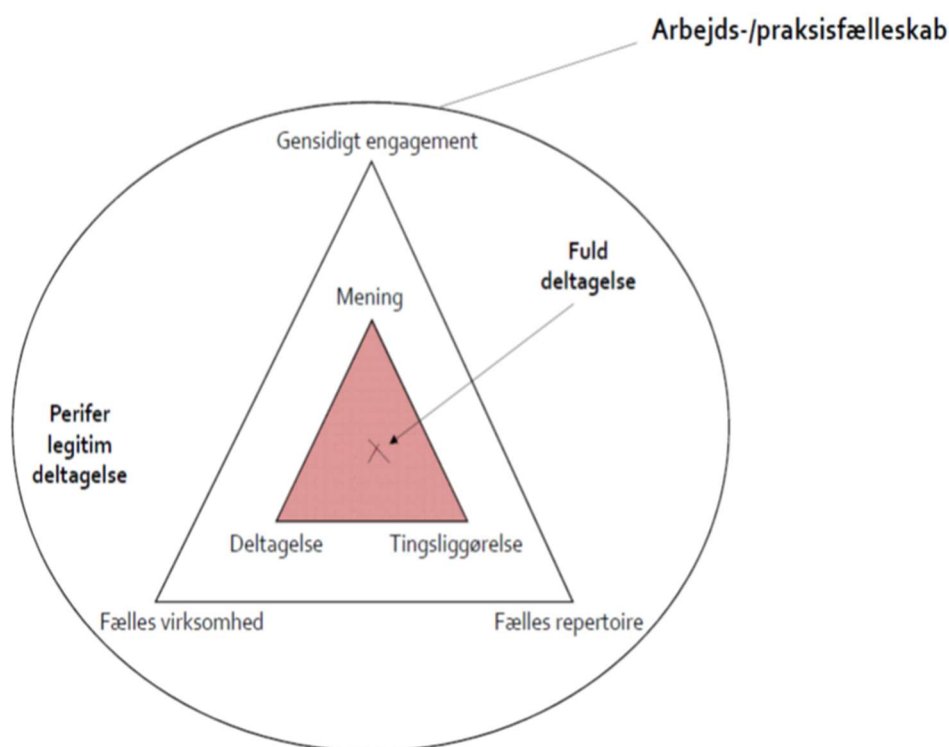 Arbejds-/praksisfælleskab
Gensidigt engagement
Fuld
deltagelse
Mening
Perifer
legitim
deltagelse
Deltagelse
Tingsliggørelse
Fælles virksomhed
Fælles repertoire